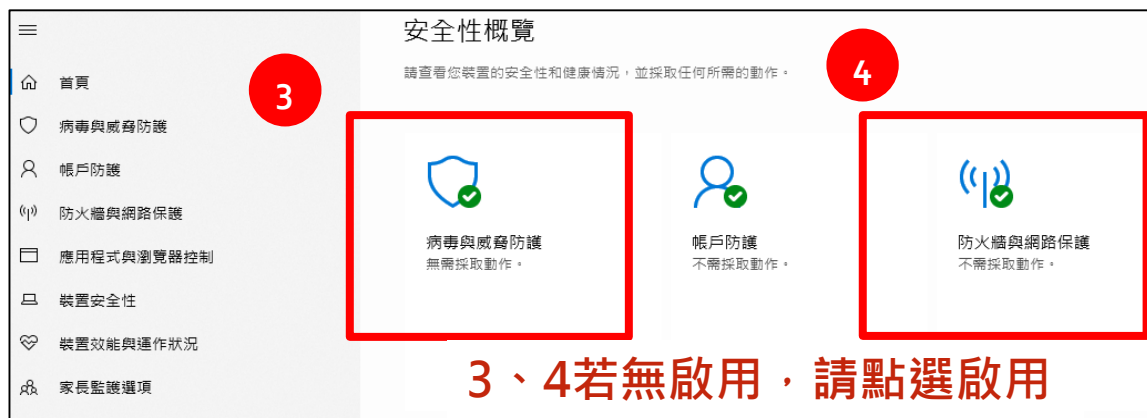 安全性概覽
請查看您裝置的安全性和健康情況，並採取任何所需的動作。
首頁
病毒與威脅防護
帳戶防護
防火牆與網路保護
應用程式與瀏覽器控制
裝置安全性
裝置效能與運作狀況
家長監護選項
3
4
病毒與威脅防護
無需採取動作。
帳戶防護
不需採取動作。
防火牆與網路保護
不需採取動作。
3、4若無啟用，請點選啟用